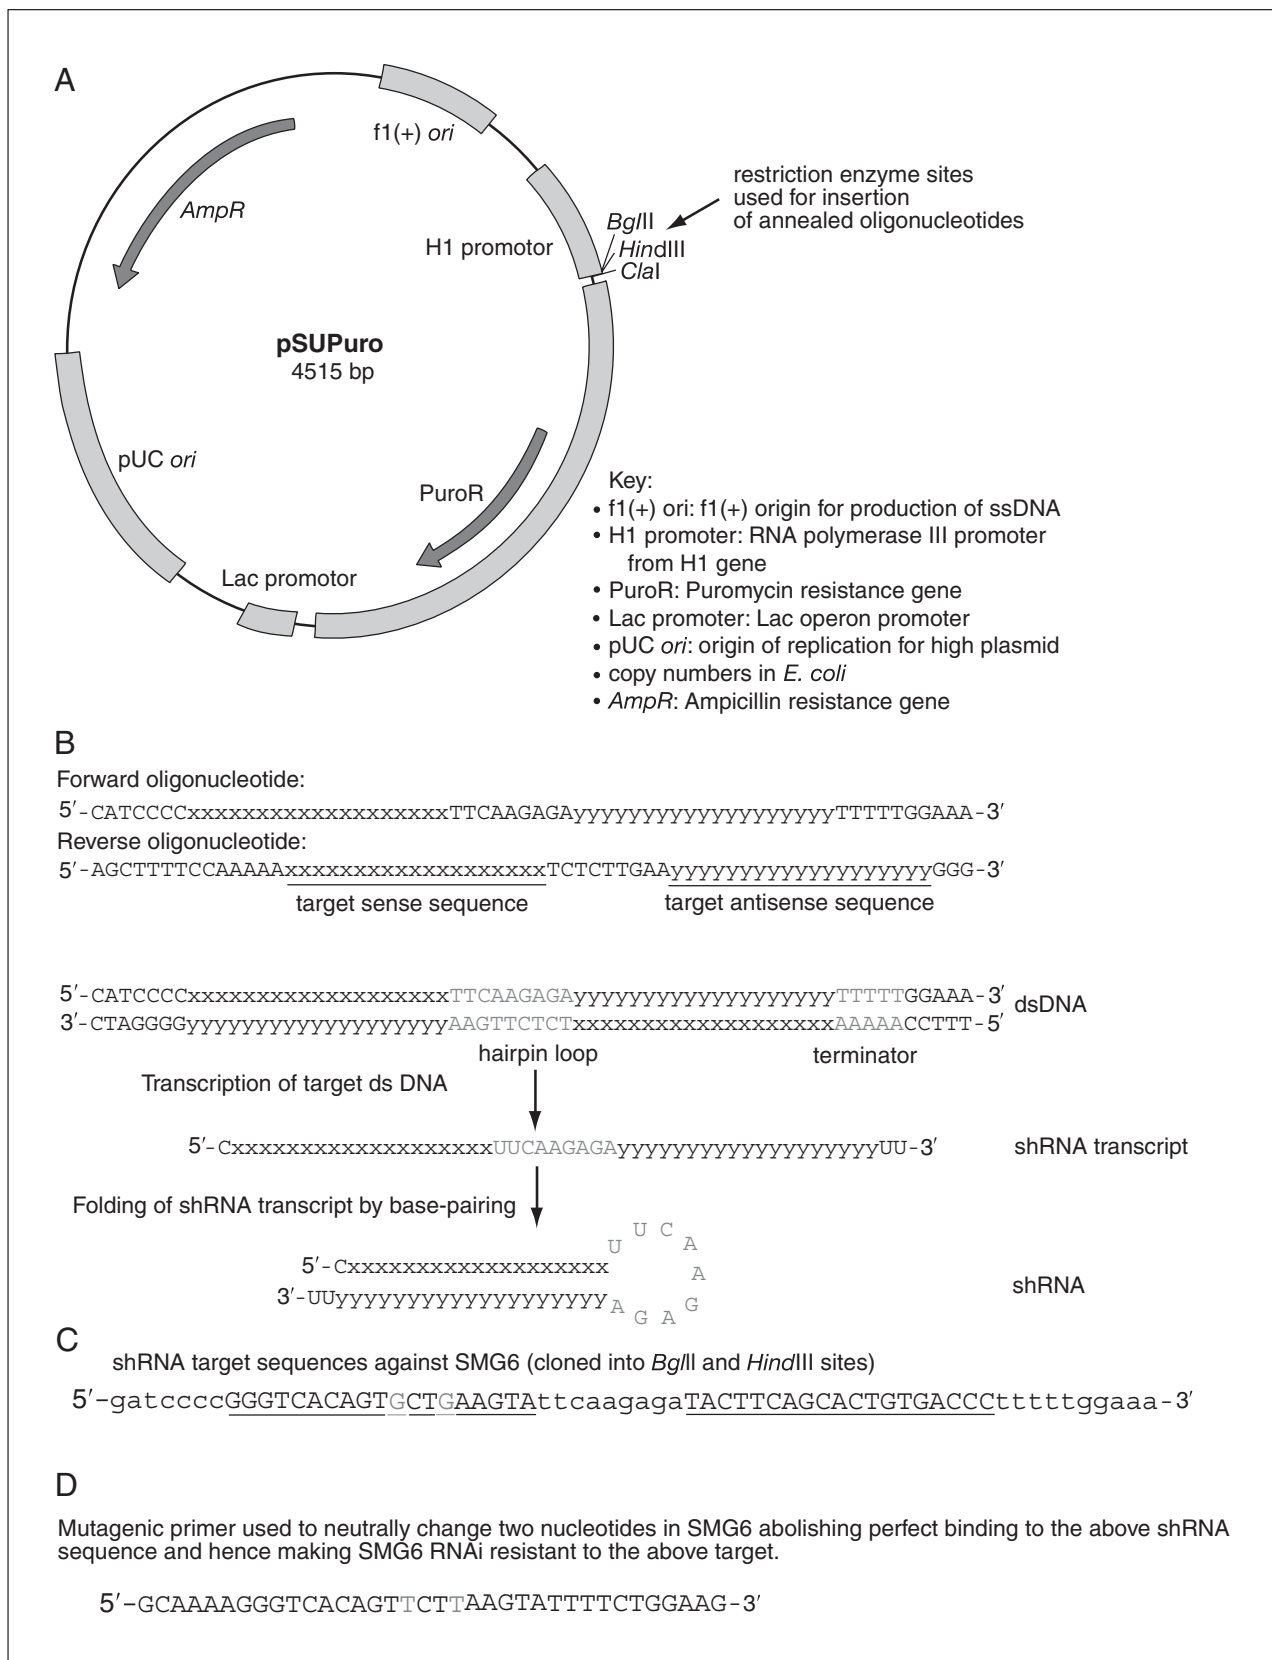 A
f1(+) ori
AmpR
restriction enzyme sites
used for insertion
of annealed oligonucleotides
BglII
H1 promotor
HindIII
ClaI
pSUPuro
4515 bp
pUC ori
PuroR
Lac promotor
Key:
• f1(+) ori: f1(+) origin for production of ssDNA
• H1 promoter: RNA polymerase III promoter
from H1 gene
• PuroR: Puromycin resistance gene
• Lac promoter: Lac operon promoter
• pUC ori: origin of replication for high plasmid
• copy numbers in E. coli
• AmpR: Ampicillin resistance gene
B
Forward oligonucleotide:
5′-CATCCCCxxxxxxxxxxxxxxxxxxxTTCAAGAGAyyyyyyyyyyyyyyyyyyyTTTTTGGAAA-3′
Reverse oligonucleotide:
5′-AGCTTTTCCAAAAAxxxxxxxxxxxxxxxxxxxTCTCTTGAAyyyyyyyyyyyyyyyyyyyGGG-3′
target sense sequence target antisense sequence
5′-CATCCCCxxxxxxxxxxxxxxxxxxxTTCAAGAGAyyyyyyyyyyyyyyyyyyyTTTTTGGAAA-3′
dsDNA
3′-CTAGGGGyyyyyyyyyyyyyyyyyyyAAGTTCTCTxxxxxxxxxxxxxxxxxxxAAAAACCTTT-5′
hairpin loop terminator
Transcription of target ds DNA
5′-CxxxxxxxxxxxxxxxxxxxUUCAAGAGAyyyyyyyyyyyyyyyyyyyUU-3′ shRNA transcript
Folding of shRNA transcript by base-pairing
U U C A A G A G A
5′-Cxxxxxxxxxxxxxxxxxxx
3′-UUyyyyyyyyyyyyyyyyyyy
shRNA
C
shRNA target sequences against SMG6 (cloned into BglII and HindIII sites)
5′-gatccccGGGTCACAGTGCTGAAGTAttcaagagaTACTTCAGCACTGTGACCCtttttggaaa-3′
D
Mutagenic primer used to neutrally change two nucleotides in SMG6 abolishing perfect binding to the above shRNA
sequence and hence making SMG6 RNAi resistant to the above target.
5′-GCAAAAGGGTCACAGTTCTTAAGTATTTTCTGGAAG-3′